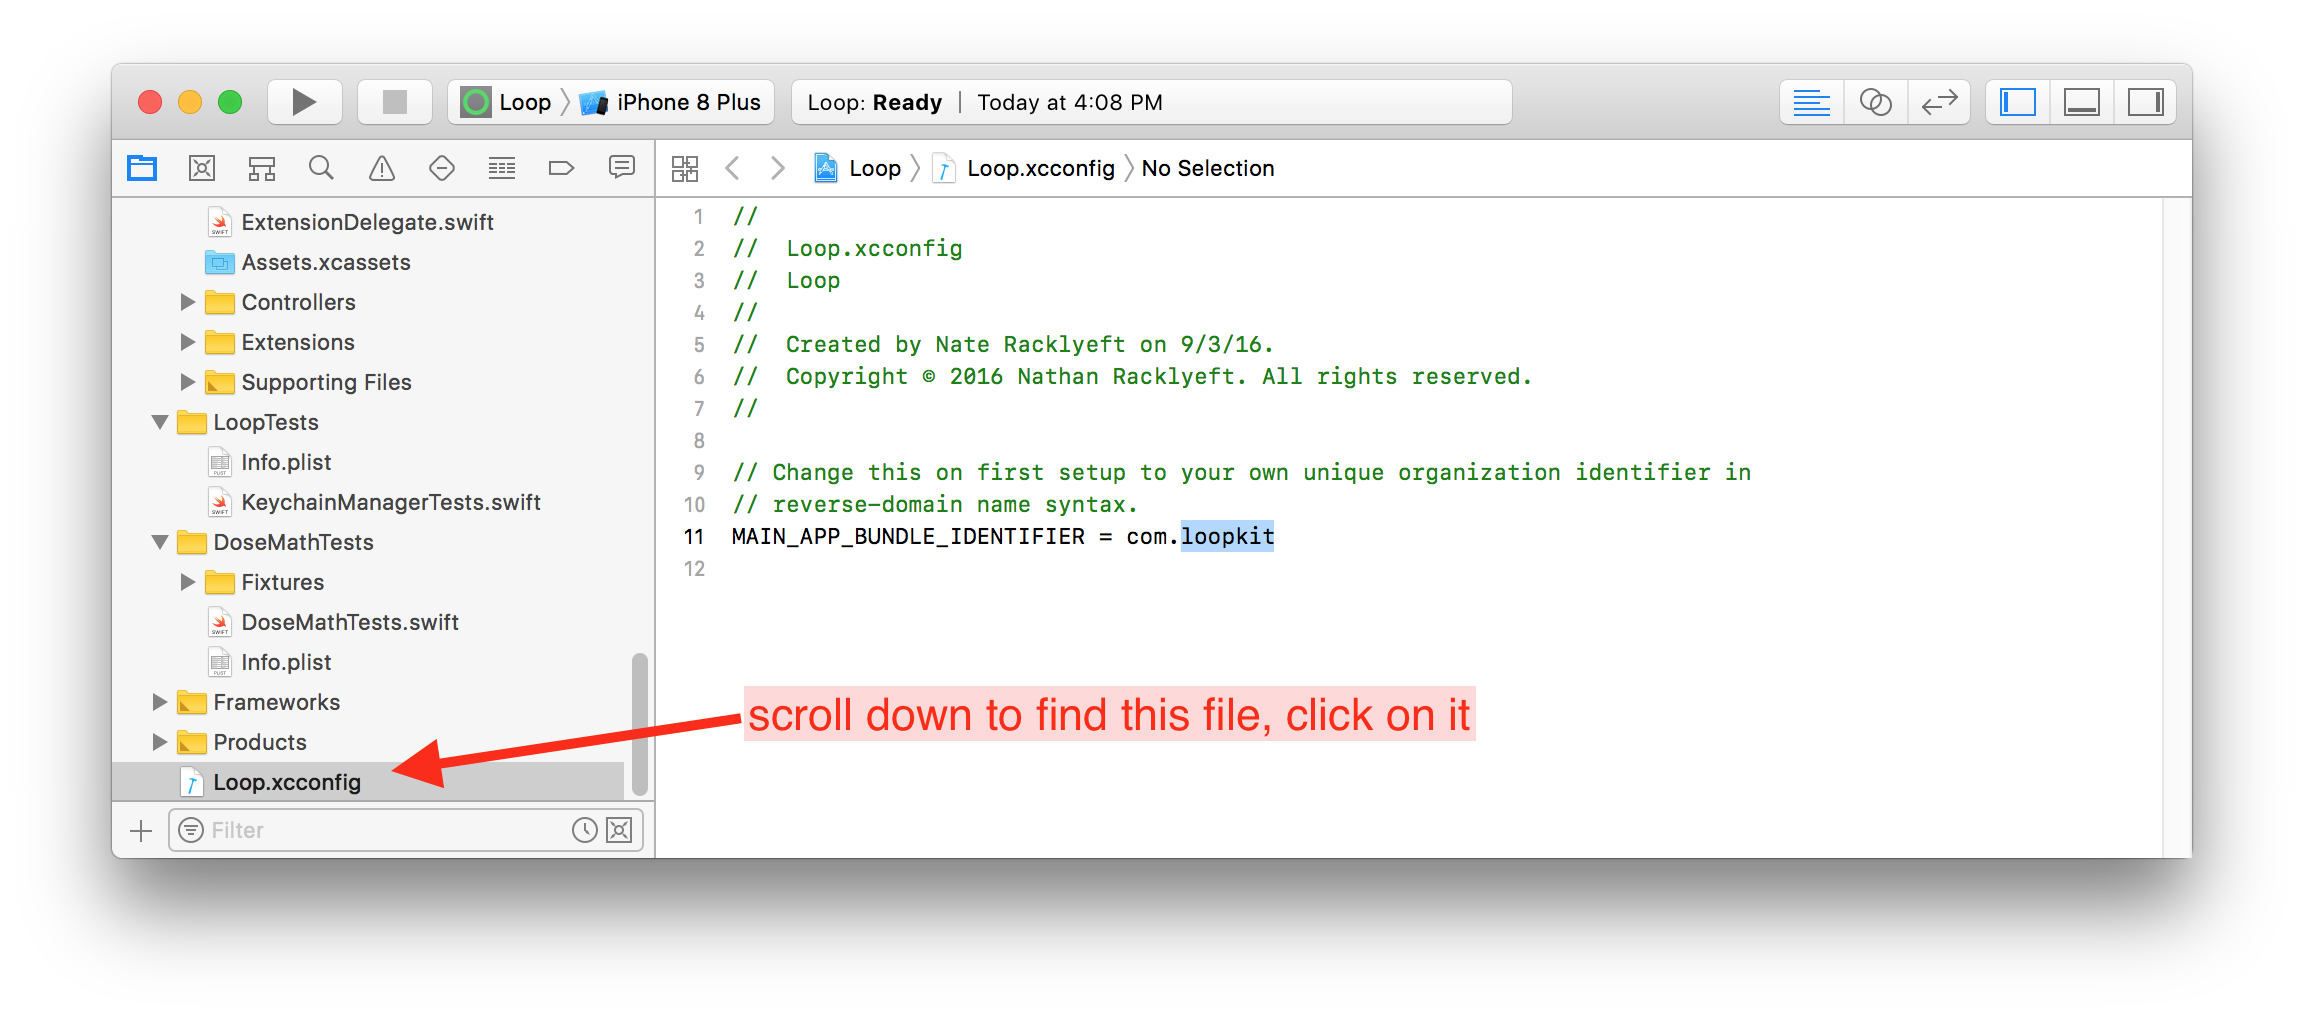 Loop
iPhone 8 Plus
Loop: Ready
Today at 4:08 PM
Loop
Loop.xcconfig
No Selection
ExtensionDelegate.swift
Assets.xcassets
Controllers
Extensions
Supporting Files
LoopTests
Info.plist
KeychainManagerTests.swift
DoseMathTests
Fixtures
DoseMathTests.swift
Info.plist
Frameworks
Products
Loop.xcconfig
Filter
1 //
2 //  Loop.xcconfig
3 //  Loop
4 //
5 //  Created by Nate Racklyeft on 9/3/16.
6 //  Copyright © 2016 Nathan Racklyeft. All rights reserved.
7 //
8
9 // Change this on first setup to your own unique organization identifier in
10 // reverse-domain name syntax.
11 MAIN_APP_BUNDLE_IDENTIFIER = com.loopkit
12
scroll down to find this file, click on it